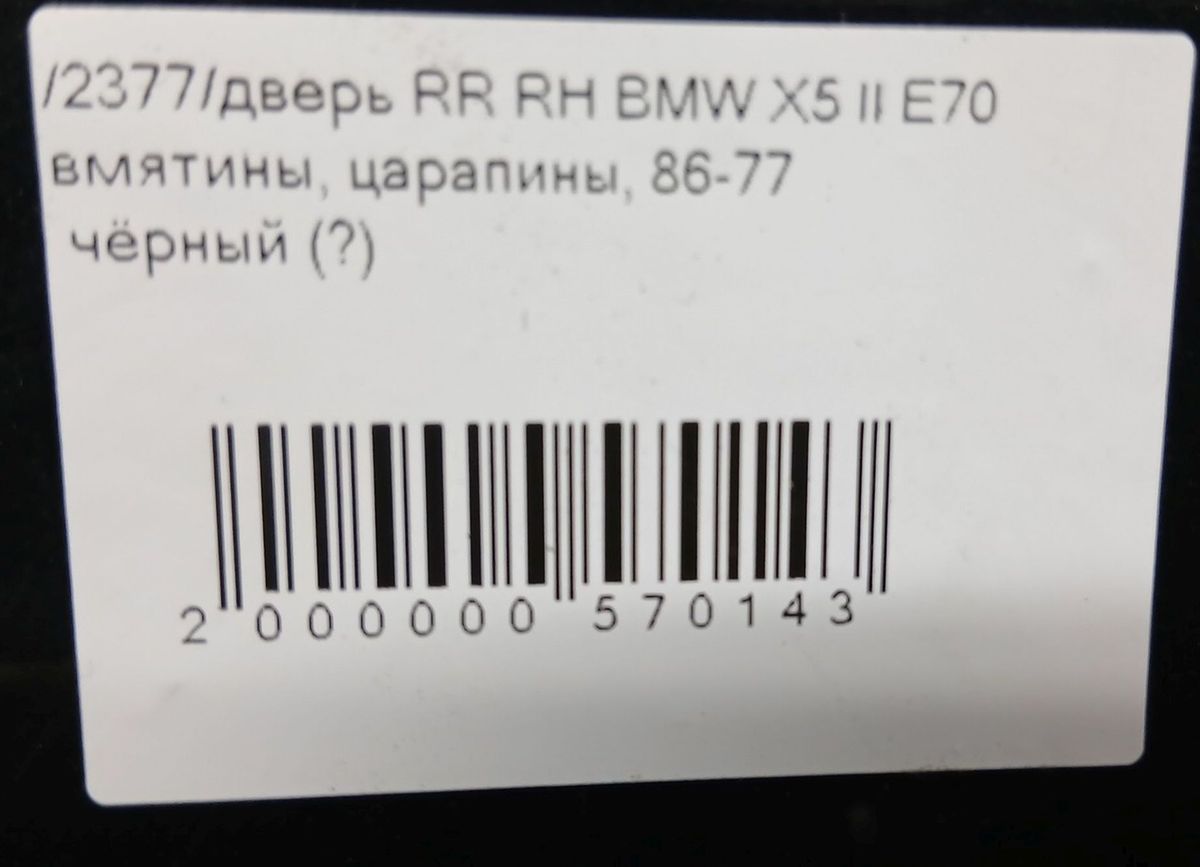 /2377/дверь RR RH BMW X5 II E70
вмятины, царапины, 86-77
чёрный (?)
2 000000 570143